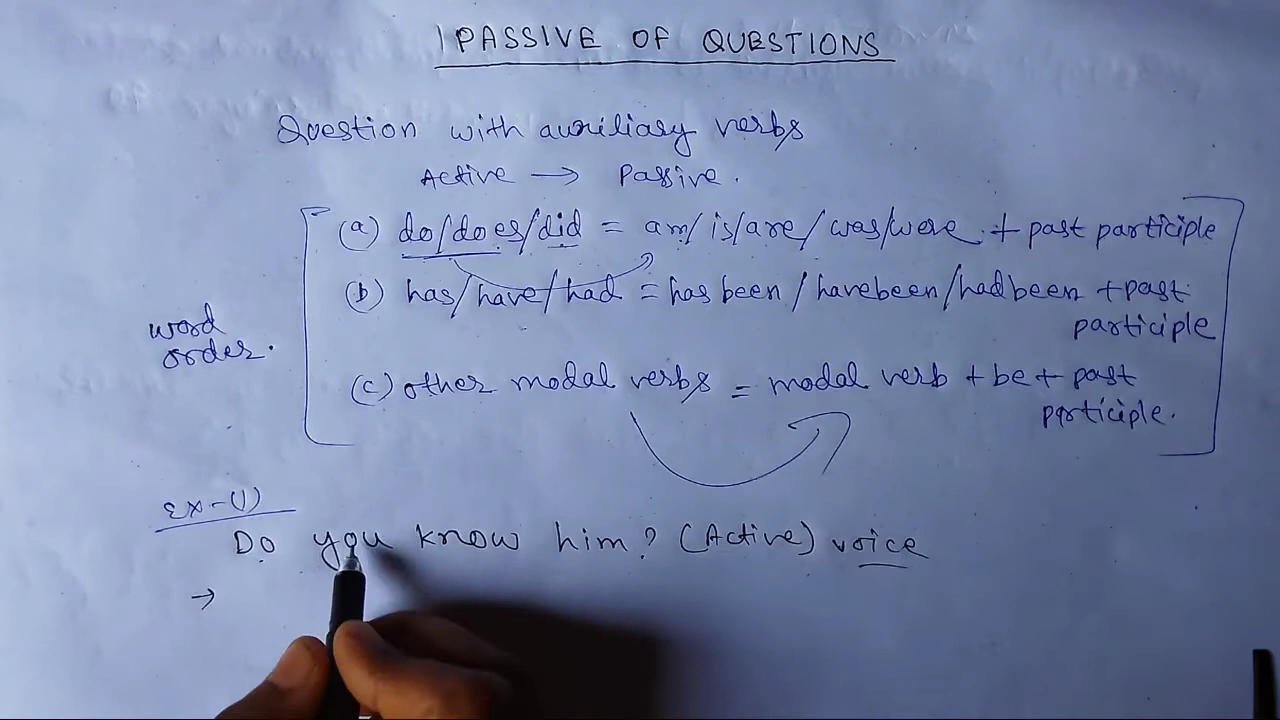 PASSIVE OF QUESTIONS
Question with auxiliary verbs
Active → Passive.
(a) do/does/did = am/is/are/was/were + past participle
(b) has/have/had = has been/have been/had been + past
participle
word
order.
(c) other modal verbs = modal verb + be + past
participle.
Ex-(1)
Do you know him? (Active) voice
→